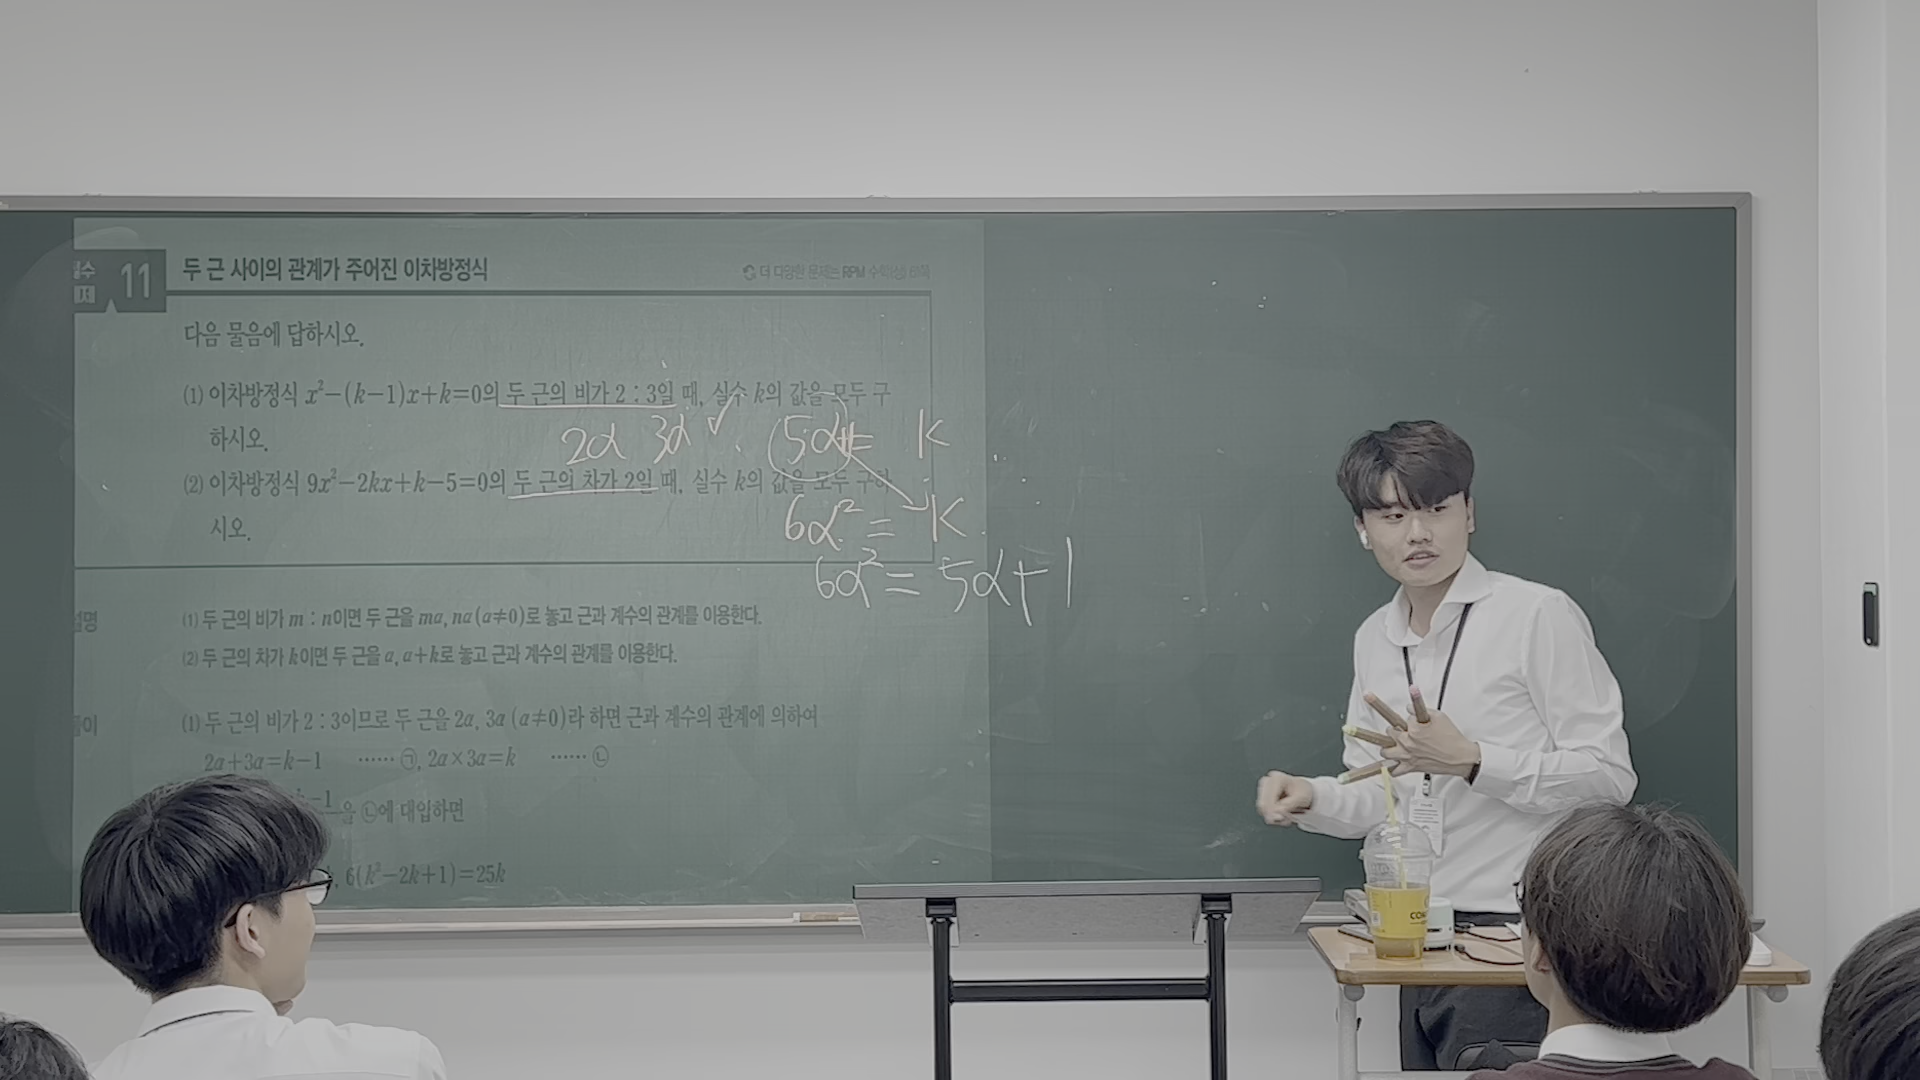 11 두 근 사이의 관계가 주어진 이차방정식
더 다양한 문제는 RPM 수학(상)
다음 물음에 답하시오.
(1) 이차방정식 x²-(k-1)x+k=0의 두 근의 비가 2 : 3일 때, 실수 k의 값을 모두 구
하시오.
2α 3α ✓ 5α+1= k
(2) 이차방정식 9x²-2kx+k-5=0의 두 근의 차가 2일 때, 실수 k의 값을 모두 구하
시오.
6α² = k
6α² = 5α+1
설명
(1) 두 근의 비가 m : n이면 두 근을 mα, nα (α≠0)로 놓고 근과 계수의 관계를 이용한다.
(2) 두 근의 차가 k이면 두 근을 α, α+k로 놓고 근과 계수의 관계를 이용한다.
(1) 두 근의 비가 2 : 3이므로 두 근을 2α, 3α (α≠0)라 하면 근과 계수의 관계에 의하여
2α+3α=k-1 …… ㉠, 2α×3α=k …… ㉡
-1 을 ㉡에 대입하면
, 6(k²-2k+1)=25k